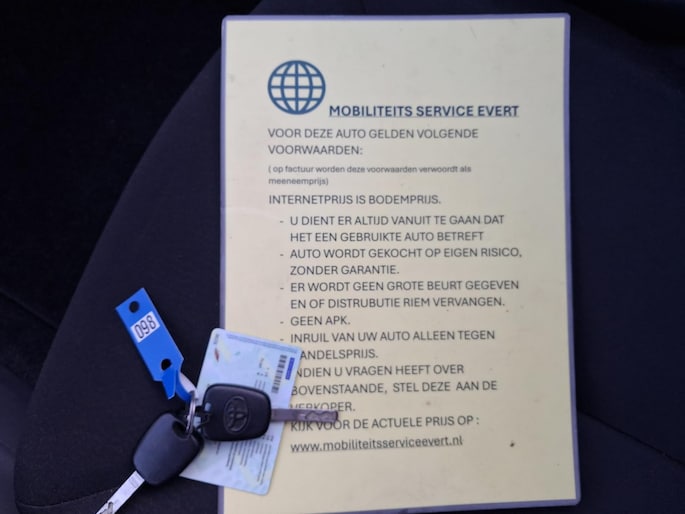 MOBILITEITS SERVICE EVERT
VOOR DEZE AUTO GELDEN VOLGENDE
VOORWAARDEN:
( op factuur worden deze voorwaarden verwoordt als
meeneemprijs)
INTERNETPRIJS IS BODEMPRIJS.
- U DIENT ER ALTIJD VANUIT TE GAAN DAT
HET EEN GEBRUIKTE AUTO BETREFT
- AUTO WORDT GEKOCHT OP EIGEN RISICO,
ZONDER GARANTIE.
- ER WORDT GEEN GROTE BEURT GEGEVEN
EN OF DISTRUBUTIE RIEM VERVANGEN.
- GEEN APK.
- INRUIL VAN UW AUTO ALLEEN TEGEN
HANDELSPRIJS.
INDIEN U VRAGEN HEEFT OVER
BOVENSTAANDE, STEL DEZE AAN DE
VERKOPER.
KIJK VOOR DE ACTUELE PRIJS OP :
www.mobiliteitsserviceevert.nl
098